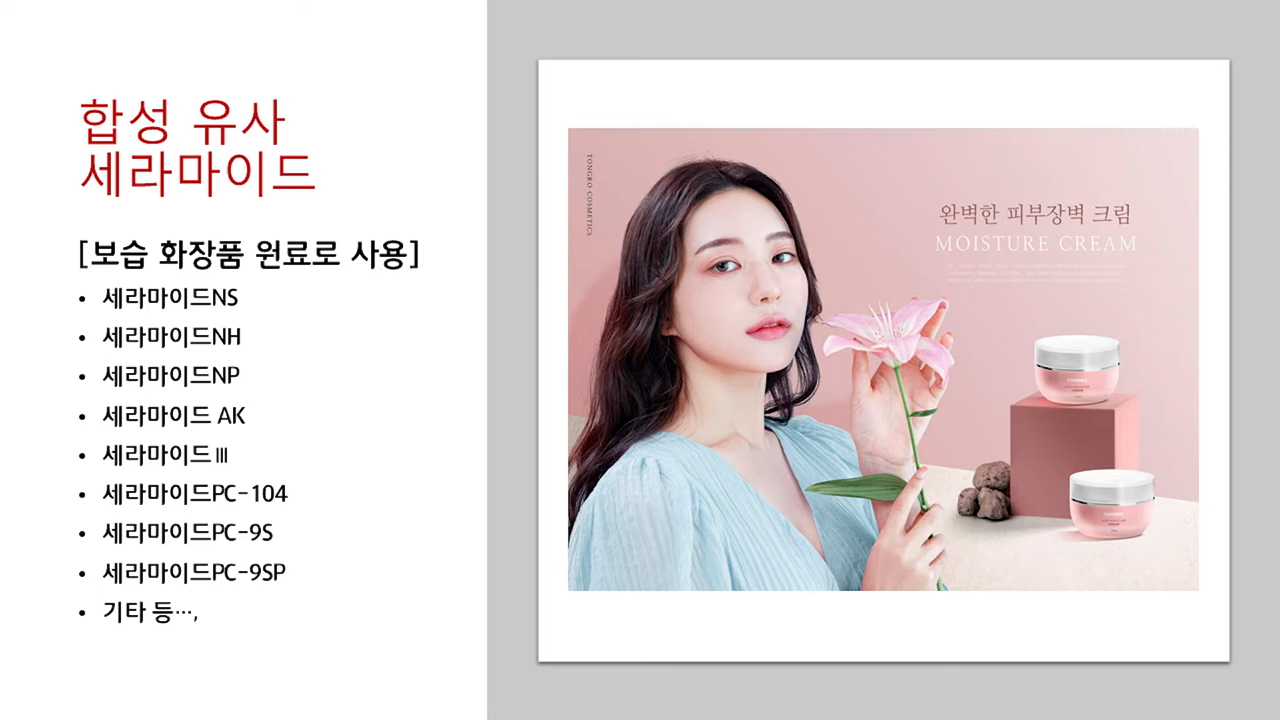 합성 유사
세라마이드
[보습 화장품 원료로 사용]
• 세라마이드NS
• 세라마이드NH
• 세라마이드NP
• 세라마이드 AK
• 세라마이드Ⅲ
• 세라마이드PC-104
• 세라마이드PC-9S
• 세라마이드PC-9SP
• 기타 등…,
TONGRO COSMETICS
완벽한 피부장벽 크림
MOISTURE CREAM